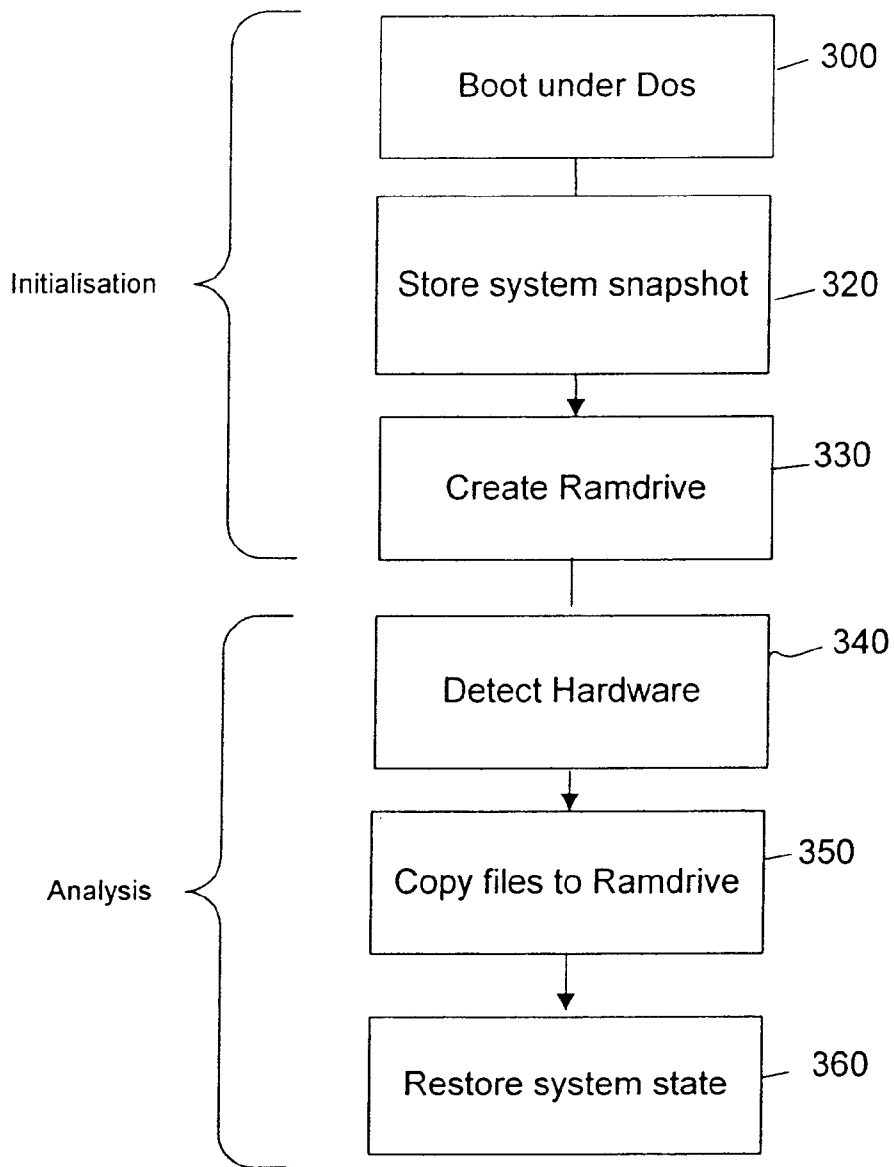 Boot under Dos
300
Initialisation
Store system snapshot
320
Create Ramdrive
330
Detect Hardware
340
Analysis
Copy files to Ramdrive
350
Restore system state
360